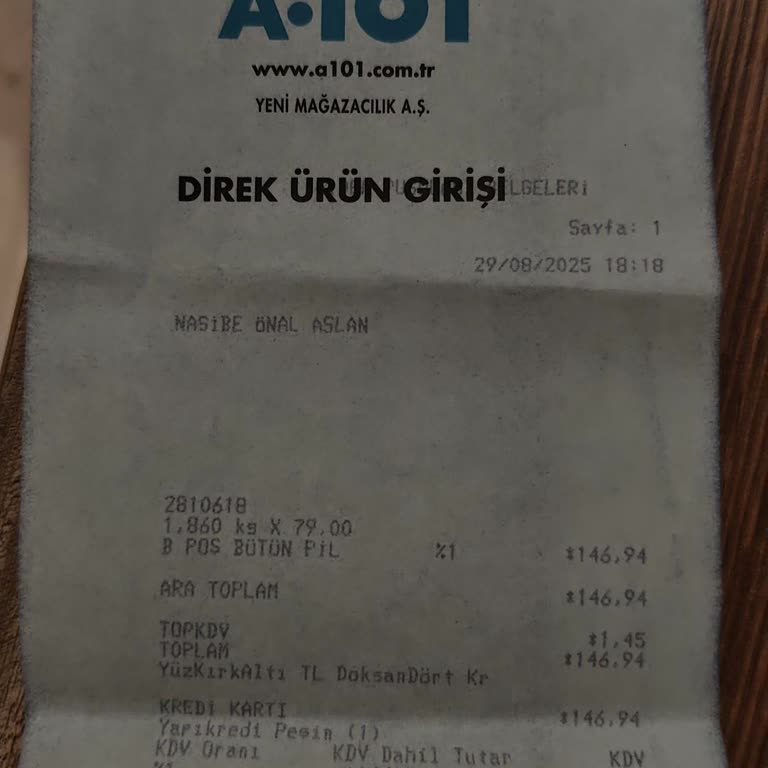 A·101
www.a101.com.tr
YENİ MAĞAZACILIK A.Ş.
DİREK ÜRÜN GİRİŞİ
Sayfa: 1
29/08/2025 18:18
NASİBE ÖNAL ASLAN
2810618
1,860 kg X 79,00
B POS BÜTÜN PİL %1 *146,94
ARA TOPLAM *146,94
TOPKDV *1,45
TOPLAM *146,94
YüzKırkAltı TL DoksanDört Kr
KREDİ KARTI *146,94
Yapıkredi Peşin (1)
KDV Oranı KDV Dahil Tutar KDV
%1